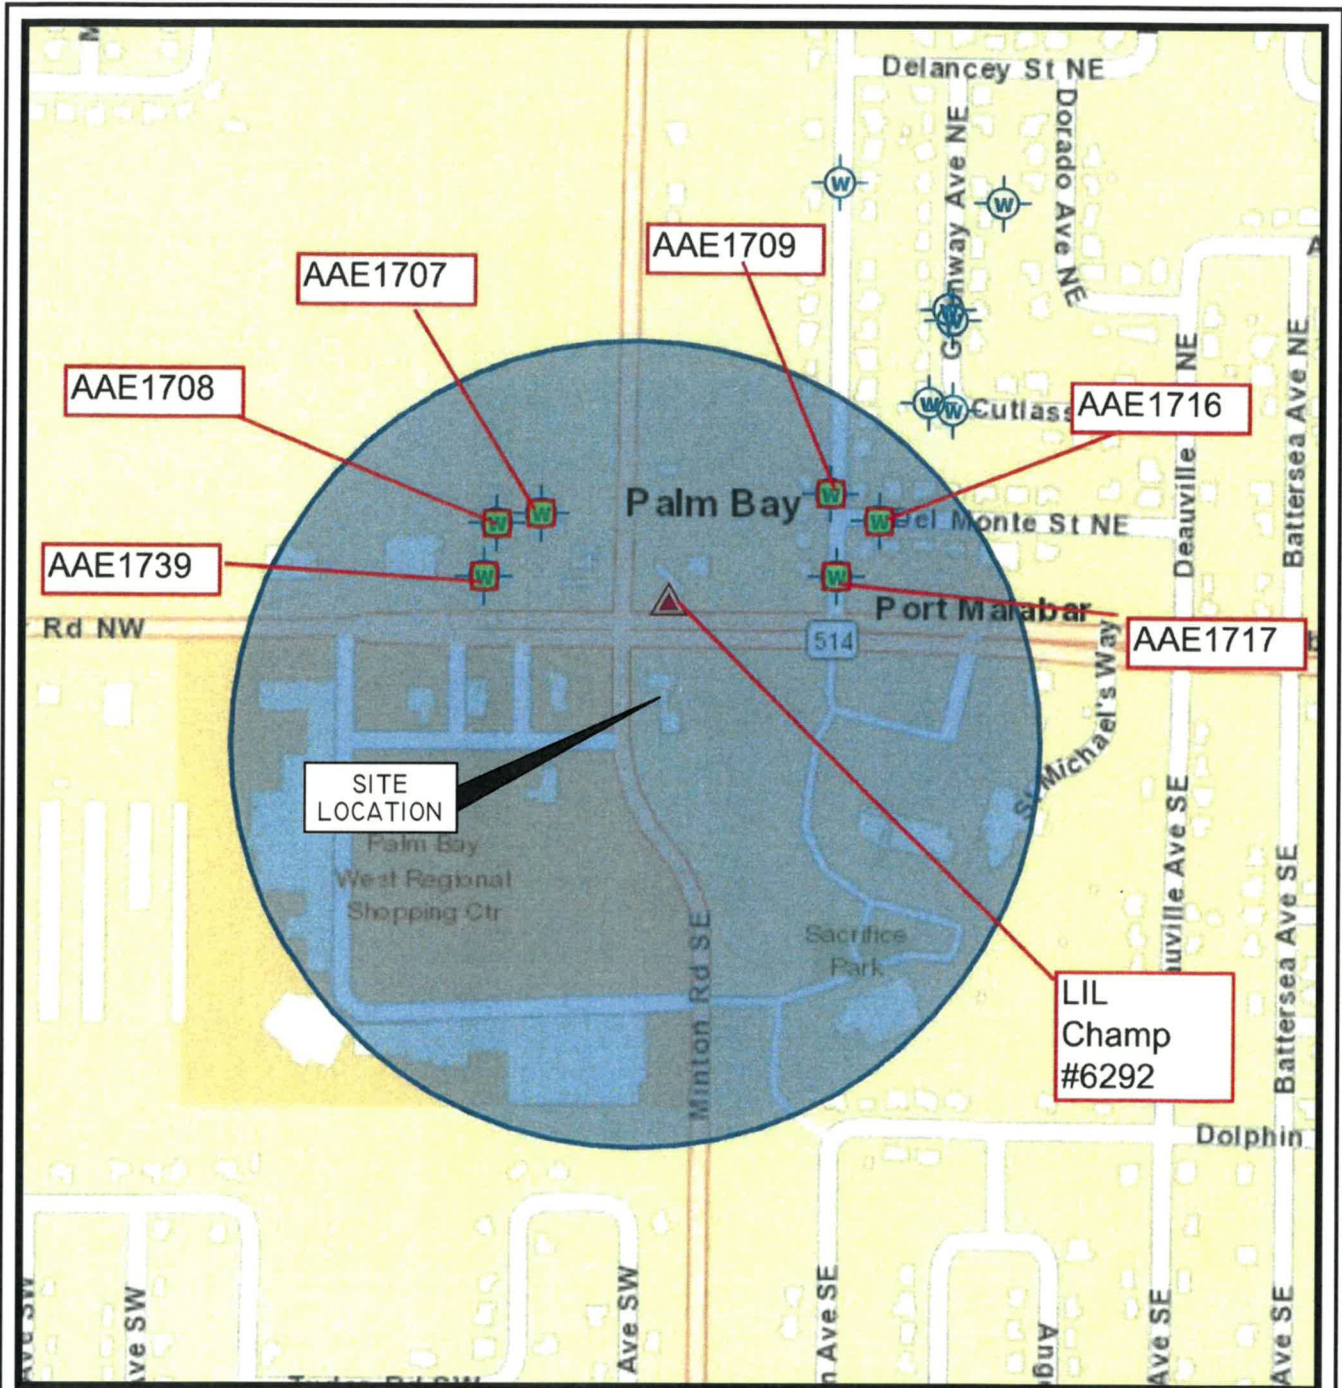 Delancey St NE
Greenway Ave NE
Dorado Ave NE
AAE1709
AAE1707
AAE1708
AAE1716
Cutlass
Palm Bay
Del Monte St NE
Deauville
NE
Battersea Ave NE
AAE1739
Port Malabar
Rd NW
514
AAE1717
St Michael's Way
SITE
LOCATION
Palm Bay
West Regional
Shopping Ctr
Minton Rd SE
Sacrifice
Park
Ave SE
Battersea Ave SE
LIL
Champ
#6292
Dolphin
Ave SW
Ave SW
Ave SW
Ave SE
Ave SE
Ave SE
W
W
W
W
W
W
W
W
W
W
W
W